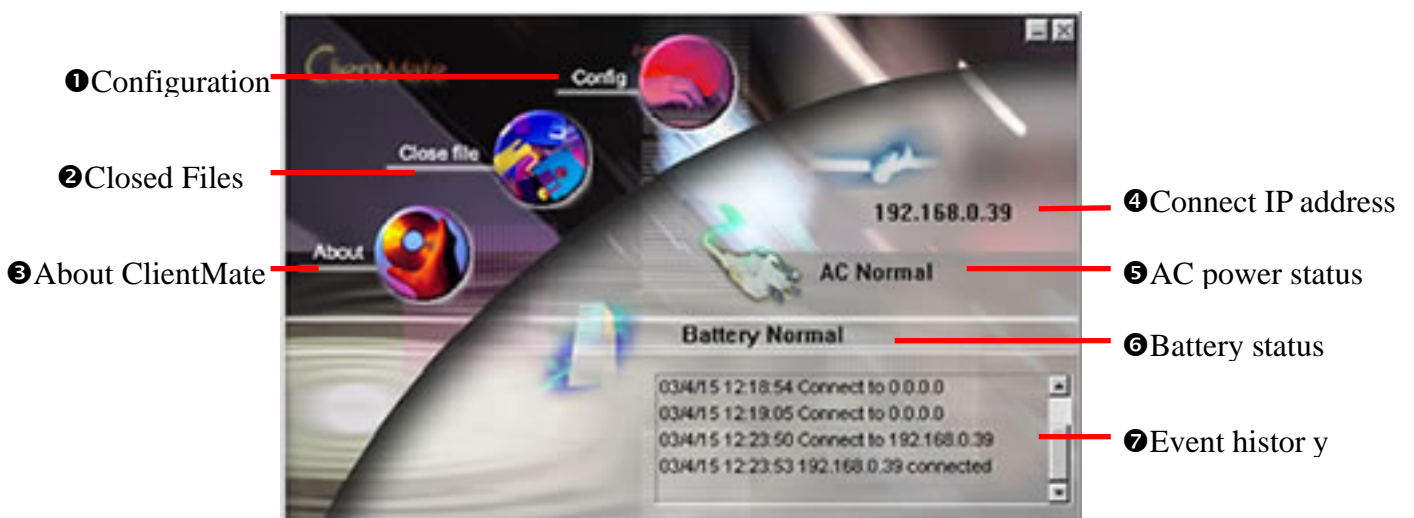 ClientMate
❶Configuration
Config
Close file
❷Closed Files
192.168.0.39
❹Connect IP address
About
❸About ClientMate
AC Normal
❺AC power status
Battery Normal
❻Battery status
03/4/15 12:18:54 Connect to 0.0.0.0
03/4/15 12:19:05 Connect to 0.0.0.0
03/4/15 12:23:50 Connect to 192.168.0.39
03/4/15 12:23:53 192.168.0.39 connected
❼Event histor y